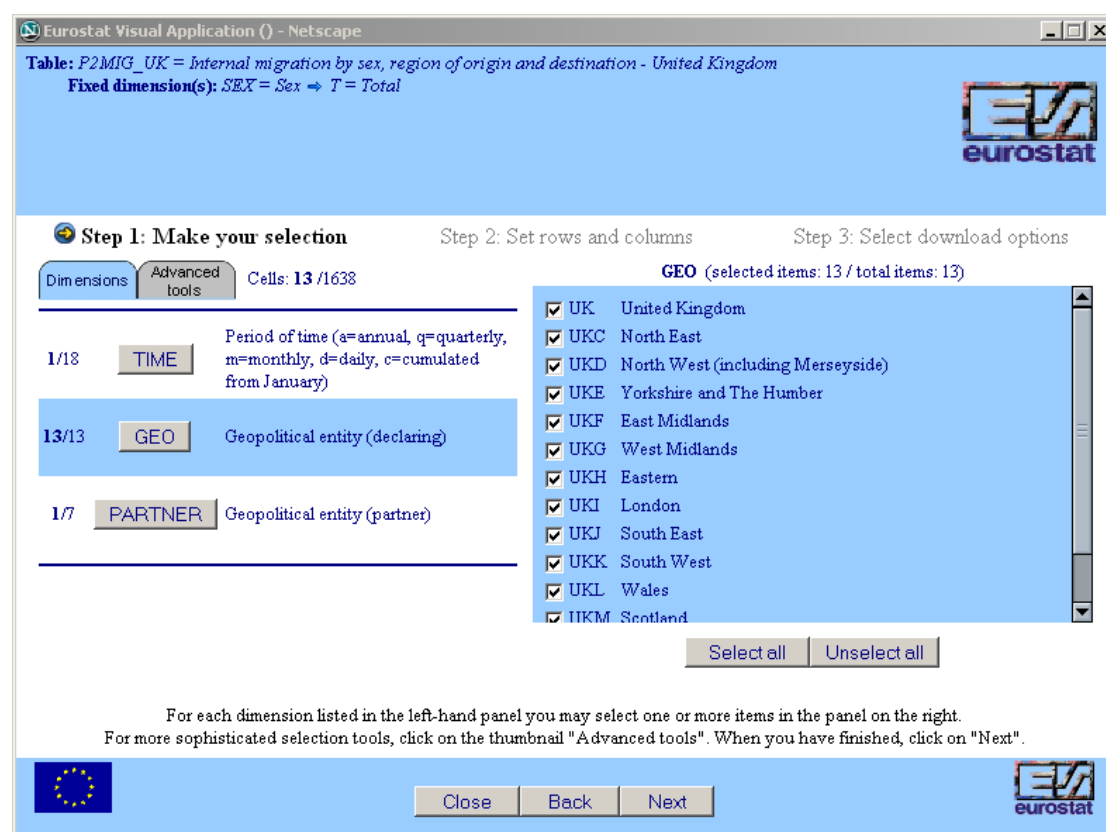 Eurostat Visual Application () - Netscape
Table: P2MIG_UK = Internal migration by sex, region of origin and destination - United Kingdom
Fixed dimension(s): SEX = Sex ⇒ T = Total
eurostat
Step 1: Make your selection
Step 2: Set rows and columns
Step 3: Select download options
Dimensions
Advanced
tools
Cells: 13 /1638
1/18 TIME
Period of time (a=annual, q=quarterly,
m=monthly, d=daily, c=cumulated
from January)
13/13 GEO Geopolitical entity (declaring)
1/7 PARTNER Geopolitical entity (partner)
GEO (selected items: 13 / total items: 13)
UK United Kingdom
UKC North East
UKD North West (including Merseyside)
UKE Yorkshire and The Humber
UKF East Midlands
UKG West Midlands
UKH Eastern
UKI London
UKJ South East
UKK South West
UKL Wales
UKM Scotland
Select all Unselect all
For each dimension listed in the left-hand panel you may select one or more items in the panel on the right.
For more sophisticated selection tools, click on the thumbnail "Advanced tools". When you have finished, click on "Next".
Close Back Next
eurostat